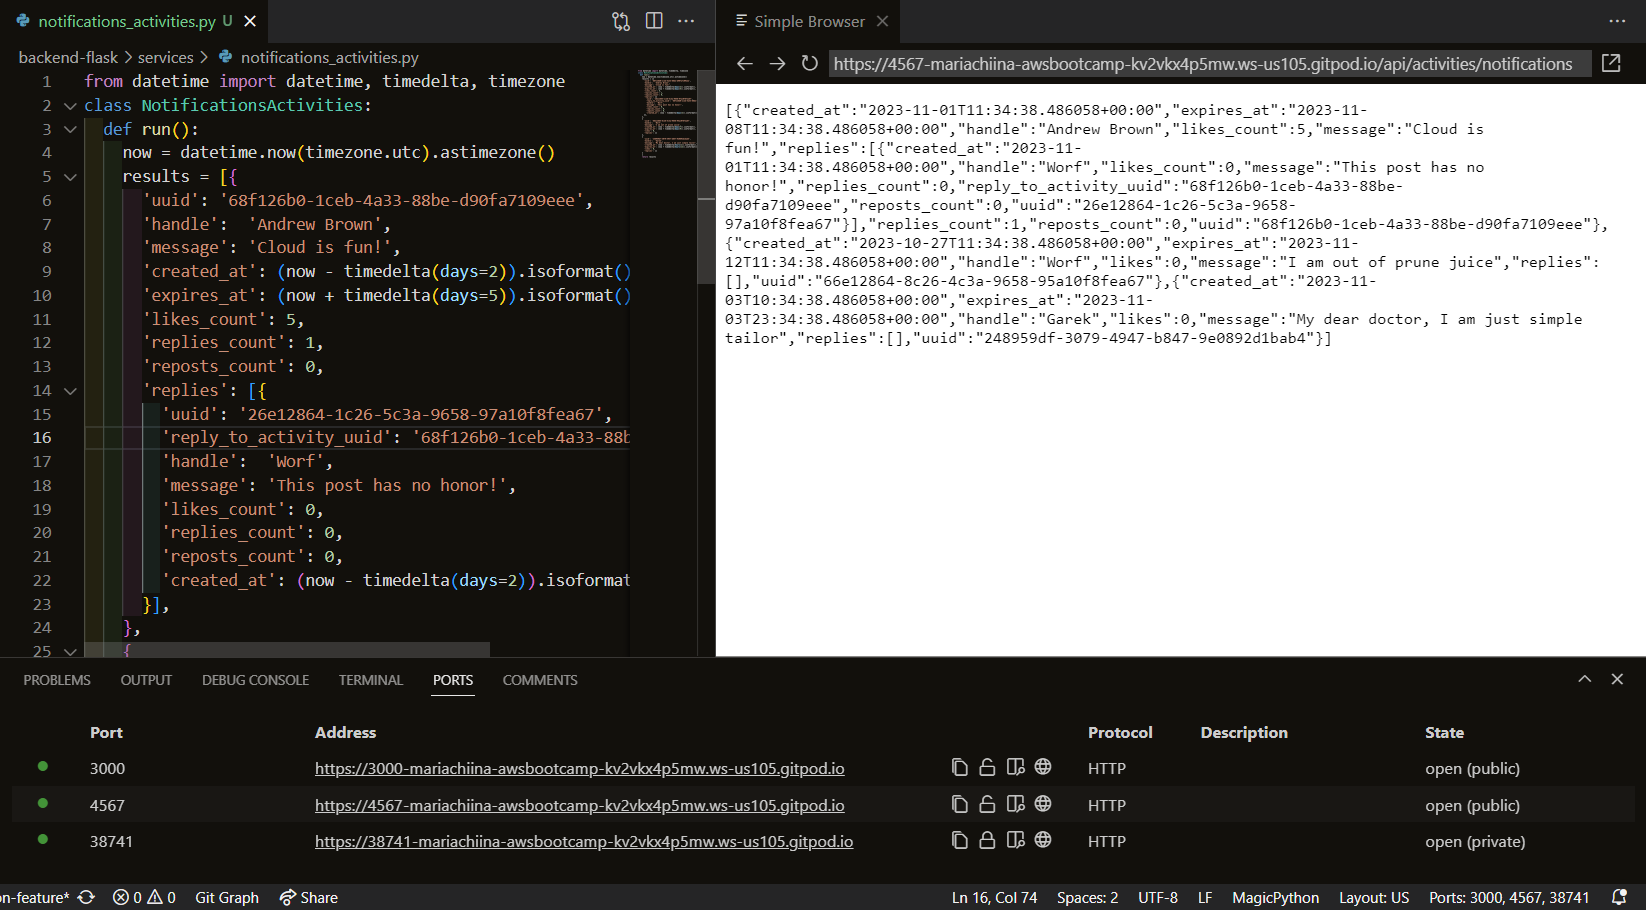 notifications_activities.py U
backend-flask > services > notifications_activities.py
1 from datetime import datetime, timedelta, timezone
2 class NotificationsActivities:
3 def run():
4 now = datetime.now(timezone.utc).astimezone()
5 results = [{
6 'uuid': '68f126b0-1ceb-4a33-88be-d90fa7109eee',
7 'handle':  'Andrew Brown',
8 'message': 'Cloud is fun!',
9 'created_at': (now - timedelta(days=2)).isoformat()
10 'expires_at': (now + timedelta(days=5)).isoformat()
11 'likes_count': 5,
12 'replies_count': 1,
13 'reposts_count': 0,
14 'replies': [{
15 'uuid': '26e12864-1c26-5c3a-9658-97a10f8fea67',
16 'reply_to_activity_uuid': '68f126b0-1ceb-4a33-88b
17 'handle':  'Worf',
18 'message': 'This post has no honor!',
19 'likes_count': 0,
20 'replies_count': 0,
21 'reposts_count': 0,
22 'created_at': (now - timedelta(days=2)).isoformat
23 }],
24 },
25 {
Simple Browser
https://4567-mariachiina-awsbootcamp-kv2vkx4p5mw.ws-us105.gitpod.io/api/activities/notifications
[{"created_at":"2023-11-01T11:34:38.486058+00:00","expires_at":"2023-11-
08T11:34:38.486058+00:00","handle":"Andrew Brown","likes_count":5,"message":"Cloud is
fun!","replies":[{"created_at":"2023-11-
01T11:34:38.486058+00:00","handle":"Worf","likes_count":0,"message":"This post has no
honor!","replies_count":0,"reply_to_activity_uuid":"68f126b0-1ceb-4a33-88be-
d90fa7109eee","reposts_count":0,"uuid":"26e12864-1c26-5c3a-9658-
97a10f8fea67"}],"replies_count":1,"reposts_count":0,"uuid":"68f126b0-1ceb-4a33-88be-d90fa7109eee"},
{"created_at":"2023-10-27T11:34:38.486058+00:00","expires_at":"2023-11-
12T11:34:38.486058+00:00","handle":"Worf","likes":0,"message":"I am out of prune juice","replies":
[],"uuid":"66e12864-8c26-4c3a-9658-95a10f8fea67"},{"created_at":"2023-11-
03T10:34:38.486058+00:00","expires_at":"2023-11-
03T23:34:38.486058+00:00","handle":"Garek","likes":0,"message":"My dear doctor, I am just simple
tailor","replies":[],"uuid":"248959df-3079-4947-b847-9e0892d1bab4"}]
PROBLEMS OUTPUT DEBUG CONSOLE TERMINAL PORTS COMMENTS
Port Address Protocol Description State
3000 https://3000-mariachiina-awsbootcamp-kv2vkx4p5mw.ws-us105.gitpod.io HTTP open (public)
4567 https://4567-mariachiina-awsbootcamp-kv2vkx4p5mw.ws-us105.gitpod.io HTTP open (public)
38741 https://38741-mariachiina-awsbootcamp-kv2vkx4p5mw.ws-us105.gitpod.io HTTP open (private)
on-feature* 0 0 Git Graph Share Ln 16, Col 74 Spaces: 2 UTF-8 LF MagicPython Layout: US Ports: 3000, 4567, 38741